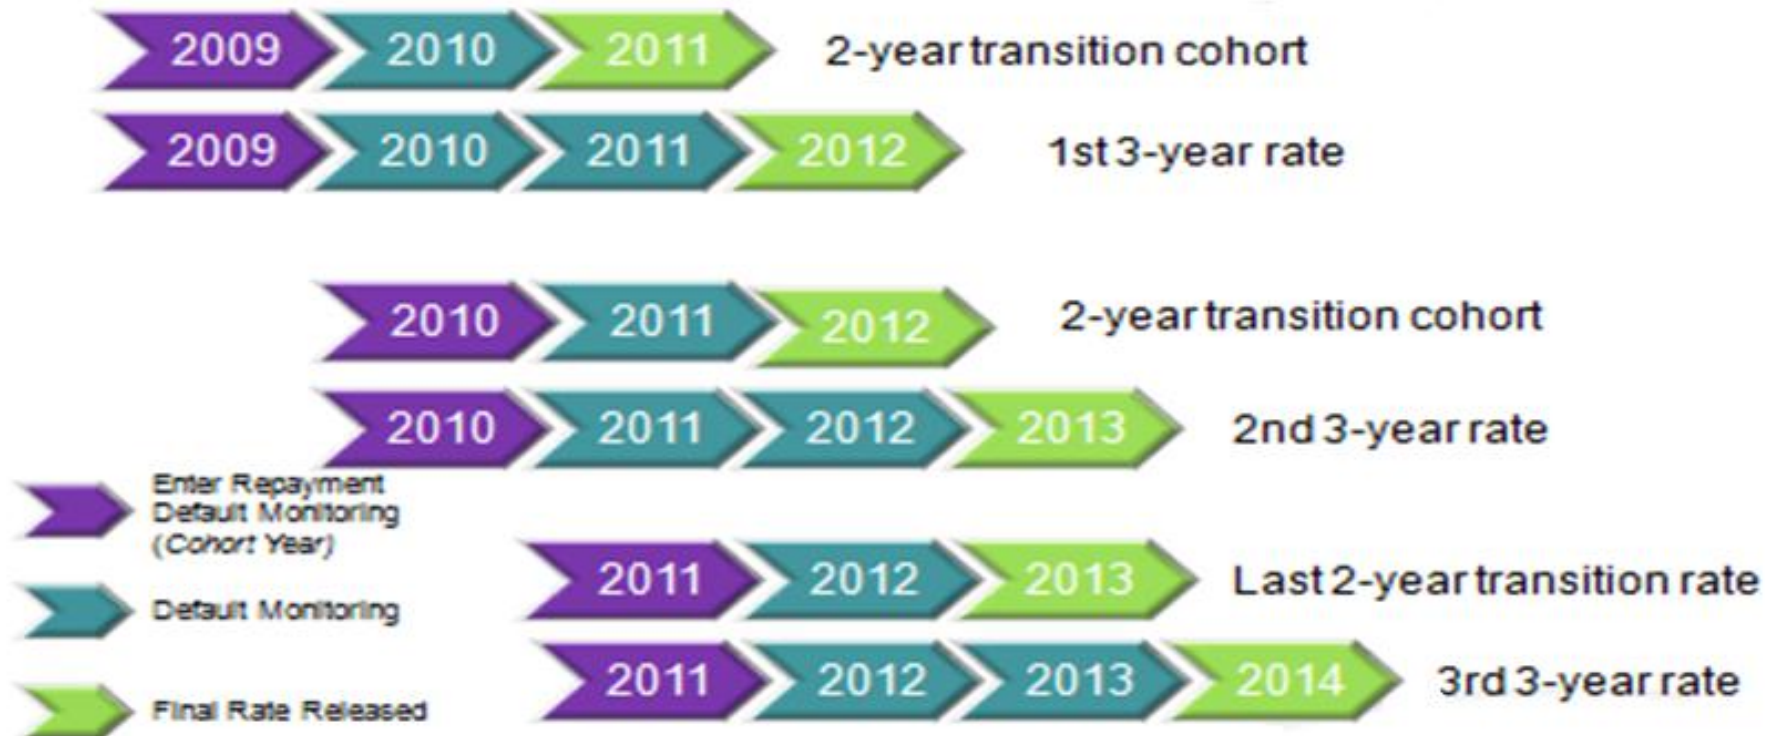 2009 2010 2011 2-year transition cohort
2009 2010 2011 2012 1st 3-year rate
2010 2011 2012 2-year transition cohort
2010 2011 2012 2013 2nd 3-year rate
Enter Repayment
Default Monitoring
(Cohort Year)
2011 2012 2013 Last 2-year transition rate
Default Monitoring
2011 2012 2013 2014 3rd 3-year rate
Final Rate Released